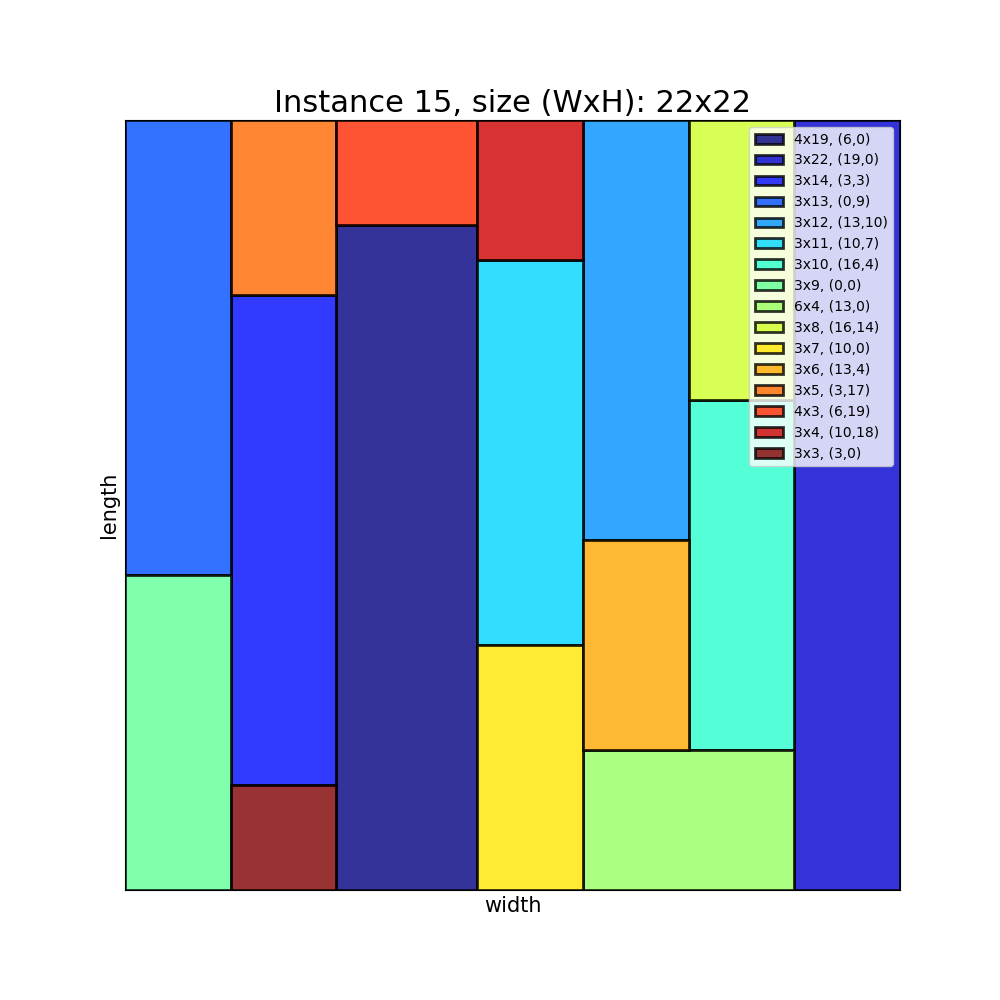 Instance 15, size (WxH): 22x22
4x19, (6,0)
3x22, (19,0)
3x14, (3,3)
3x13, (0,9)
3x12, (13,10)
3x11, (10,7)
3x10, (16,4)
3x9, (0,0)
6x4, (13,0)
3x8, (16,14)
3x7, (10,0)
3x6, (13,4)
3x5, (3,17)
4x3, (6,19)
3x4, (10,18)
3x3, (3,0)
length
width